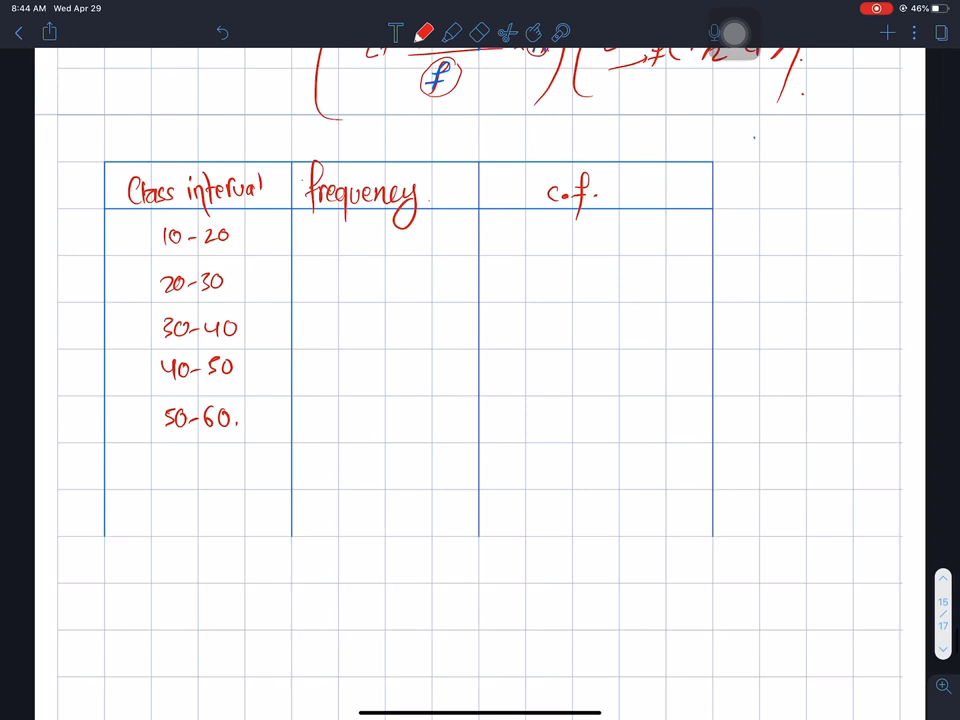 8:44 AM Wed Apr 29
46%
T
f
Class interval frequency c.f.
10-20
20-30
30-40
40-50
50-60.
15
/
17